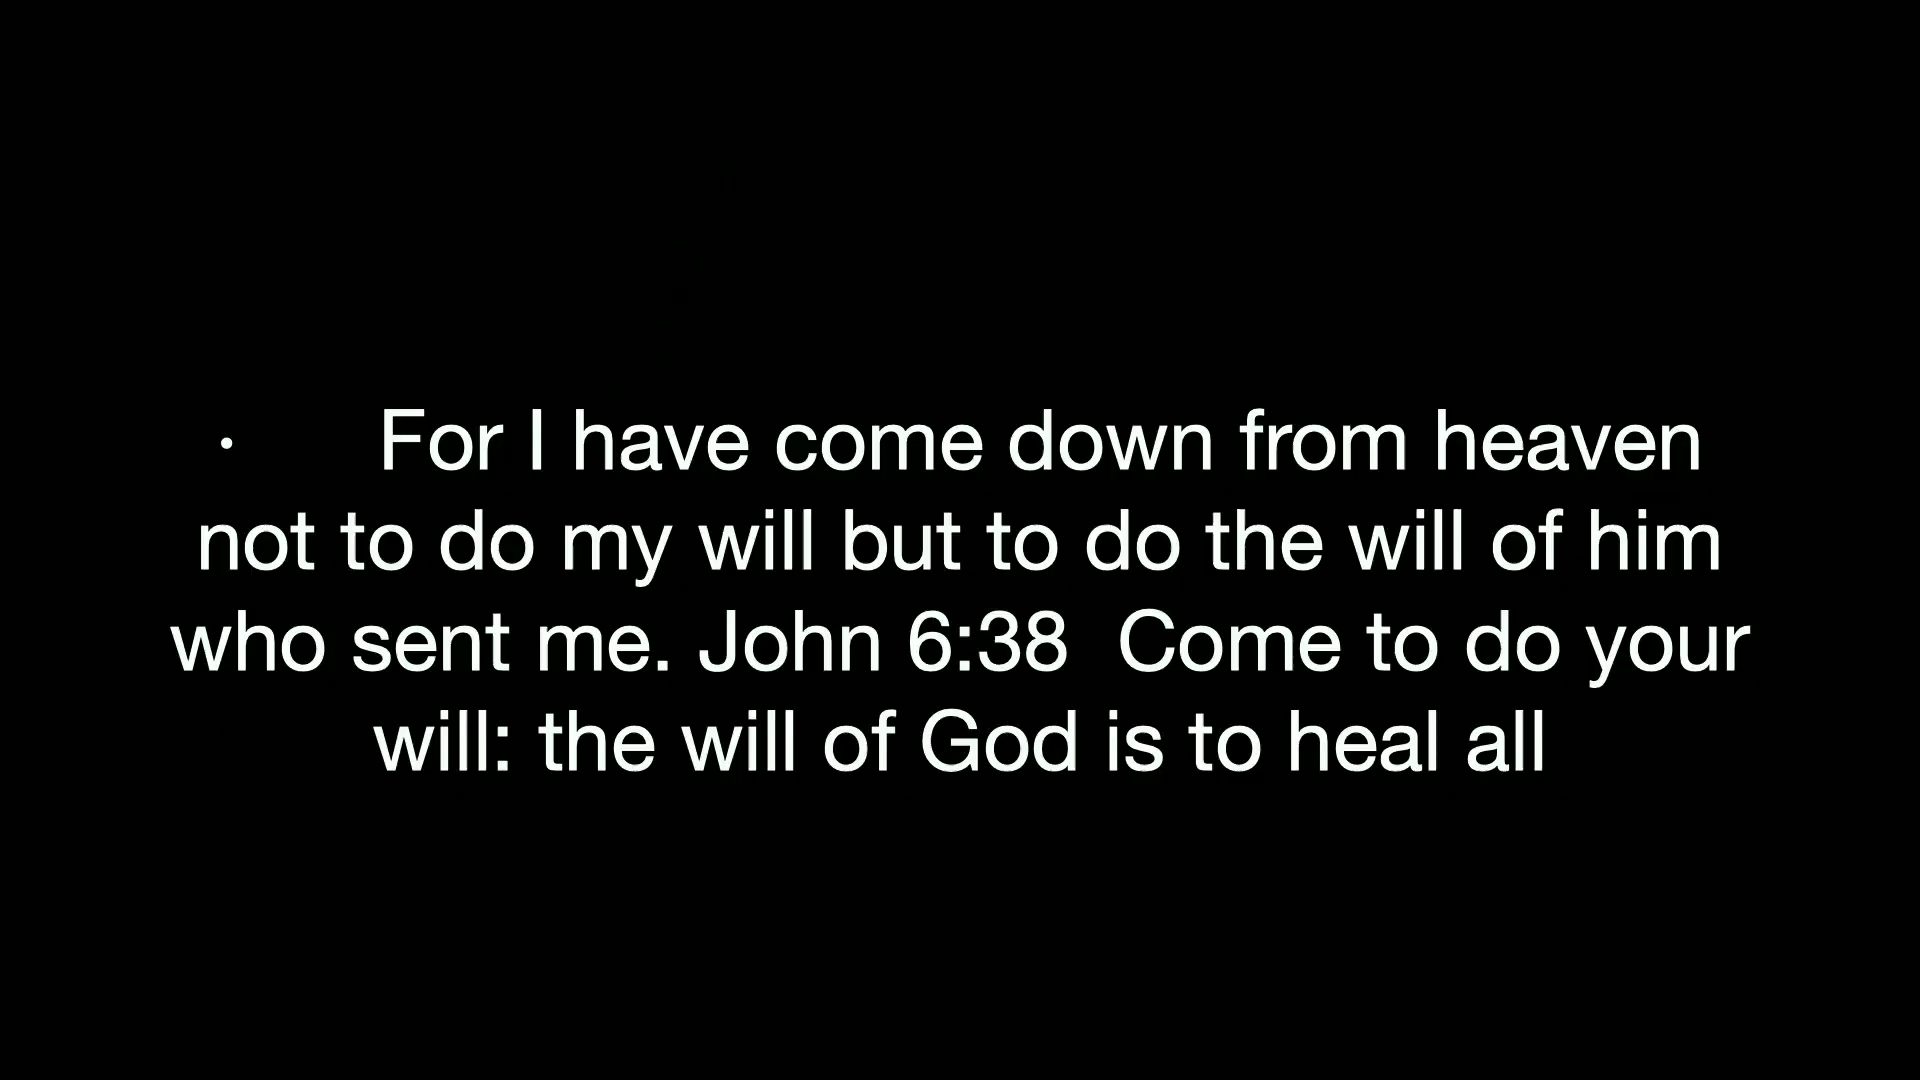 · For I have come down from heaven
not to do my will but to do the will of him
who sent me. John 6:38  Come to do your
will: the will of God is to heal all